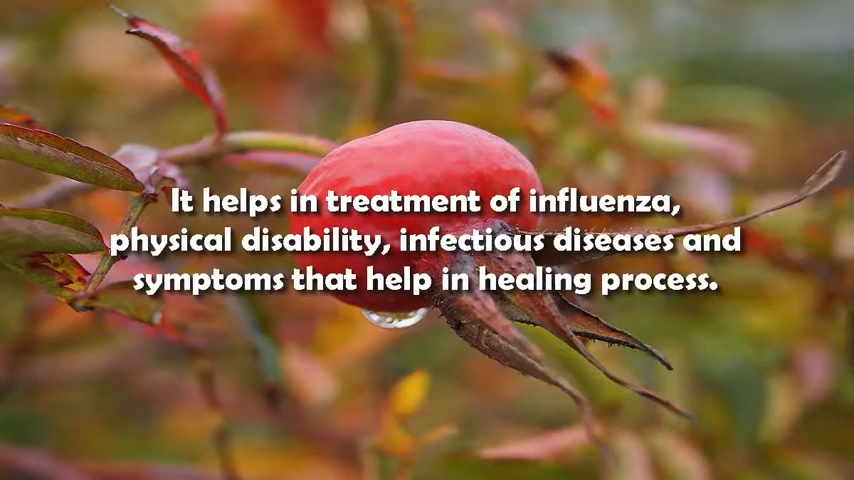 It helps in treatment of influenza,
physical disability, infectious diseases and
symptoms that help in healing process.